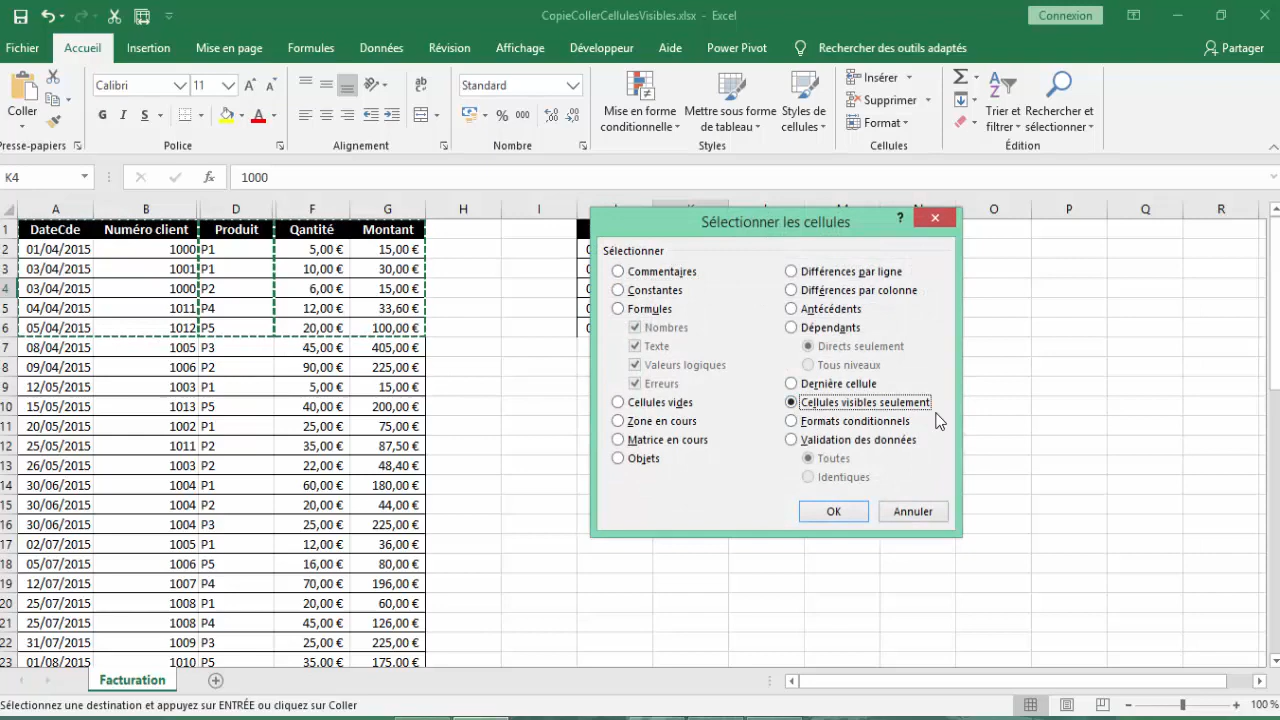 CopieCollerCellulesVisibles.xlsx - Excel
Connexion
Fichier Accueil Insertion Mise en page Formules Données Révision Affichage Développeur Aide Power Pivot Rechercher des outils adaptés Partager
Coller
Calibri 11
Standard
Mise en forme conditionnelle
Mettre sous forme de tableau
Styles de cellules
Insérer
Supprimer
Format
Trier et filtrer
Rechercher et sélectionner
G I S
% 000
Presse-papiers Police Alignement Nombre Styles Cellules Édition
K4 fx 1000
A B D F G H I O P Q R
1 DateCde Numéro client Produit Qantité Montant
2 01/04/2015 1000 P1 5,00 € 15,00 €
3 03/04/2015 1001 P1 10,00 € 30,00 €
4 03/04/2015 1000 P2 6,00 € 15,00 €
5 04/04/2015 1011 P4 12,00 € 33,60 €
6 05/04/2015 1012 P5 20,00 € 100,00 €
7 08/04/2015 1005 P3 45,00 € 405,00 €
8 09/04/2015 1006 P2 90,00 € 225,00 €
9 12/05/2015 1003 P1 5,00 € 15,00 €
10 15/05/2015 1013 P5 40,00 € 200,00 €
11 20/05/2015 1002 P1 25,00 € 75,00 €
12 25/05/2015 1011 P2 35,00 € 87,50 €
13 26/05/2015 1003 P2 22,00 € 48,40 €
14 30/06/2015 1004 P1 60,00 € 180,00 €
15 30/06/2015 1004 P2 20,00 € 44,00 €
16 30/06/2015 1004 P3 25,00 € 225,00 €
17 02/07/2015 1005 P1 12,00 € 36,00 €
18 05/07/2015 1006 P5 16,00 € 80,00 €
19 12/07/2015 1007 P4 70,00 € 196,00 €
20 25/07/2015 1008 P1 20,00 € 60,00 €
21 25/07/2015 1008 P4 45,00 € 126,00 €
22 31/07/2015 1009 P3 25,00 € 225,00 €
23 01/08/2015 1010 P5 35,00 € 175,00 €
Sélectionner les cellules
?
Sélectionner
Commentaires
Constantes
Formules
Nombres
Texte
Valeurs logiques
Erreurs
Cellules vides
Zone en cours
Matrice en cours
Objets
Différences par ligne
Différences par colonne
Antécédents
Dépendants
Directs seulement
Tous niveaux
Dernière cellule
Cellules visibles seulement
Formats conditionnels
Validation des données
Toutes
Identiques
OK Annuler
Facturation
Sélectionnez une destination et appuyez sur ENTRÉE ou cliquez sur Coller
100 %